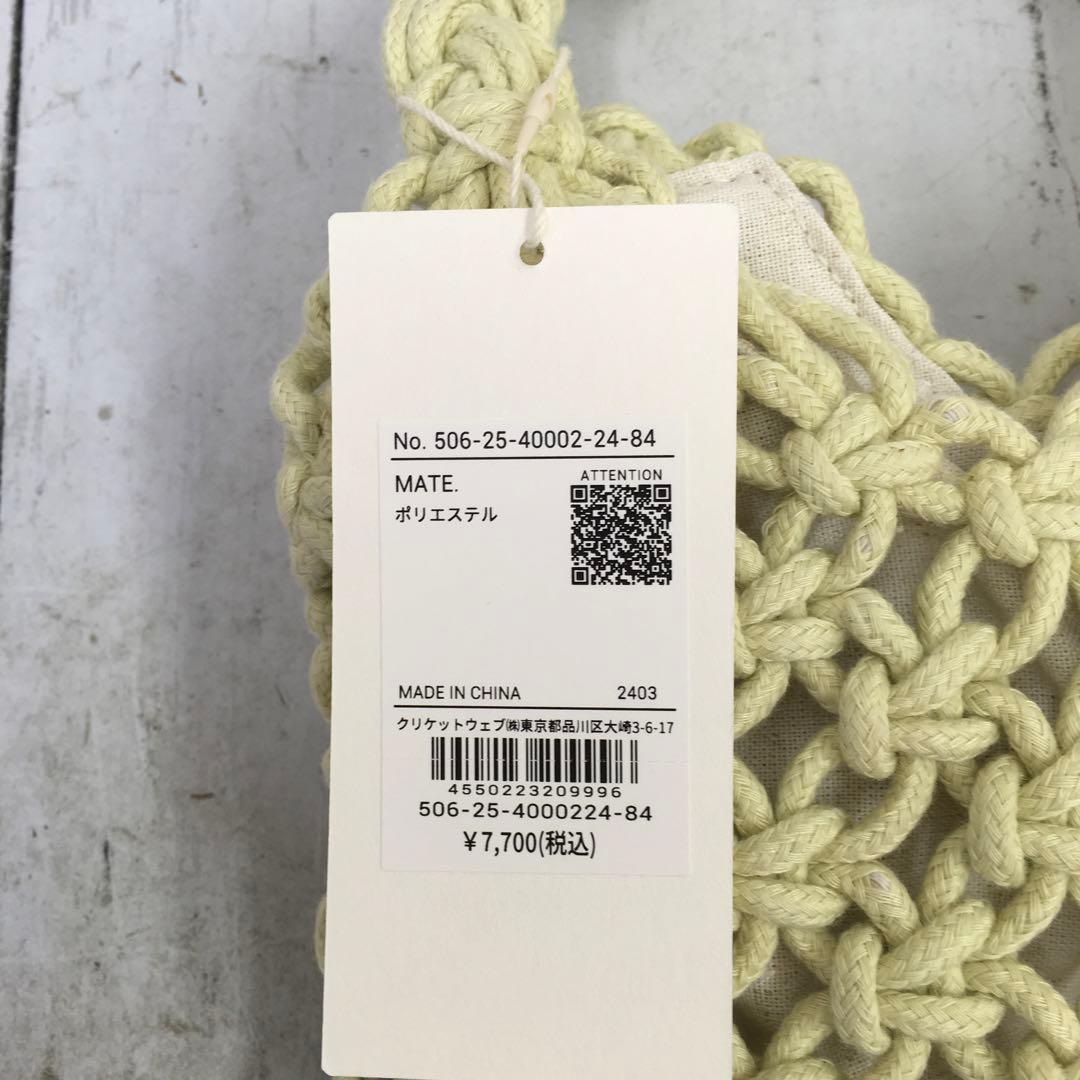 No. 506-25-40002-24-84
ATTENTION
MATE.
ポリエステル
MADE IN CHINA 2403
クリケットウェブ㈱東京都品川区大崎3-6-17
4550223209996
506-25-4000224-84
¥7,700(税込)